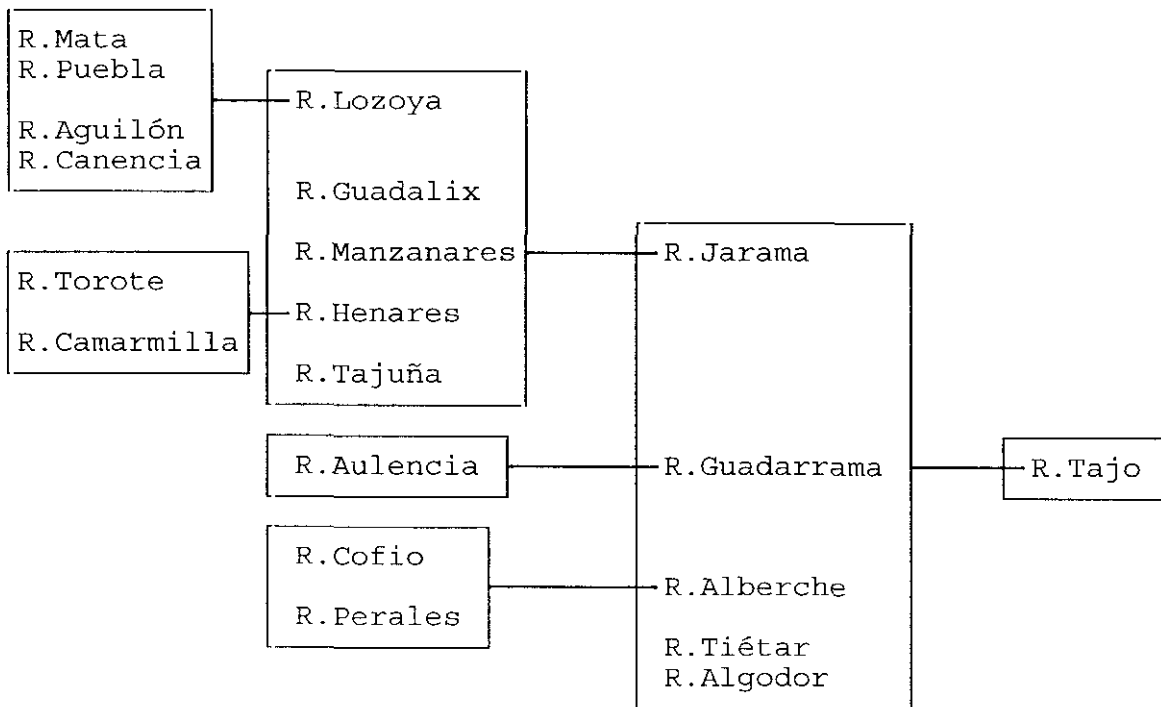 R.Mata
R.Puebla
R.Aguilón
R.Canencia
R.Torote
R.Camarmilla
R.Lozoya
R.Guadalix
R.Manzanares
R.Henares
R.Tajuña
R.Aulencia
R.Cofio
R.Perales
R.Jarama
R.Guadarrama
R.Alberche
R.Tiétar
R.Algodor
R.Tajo